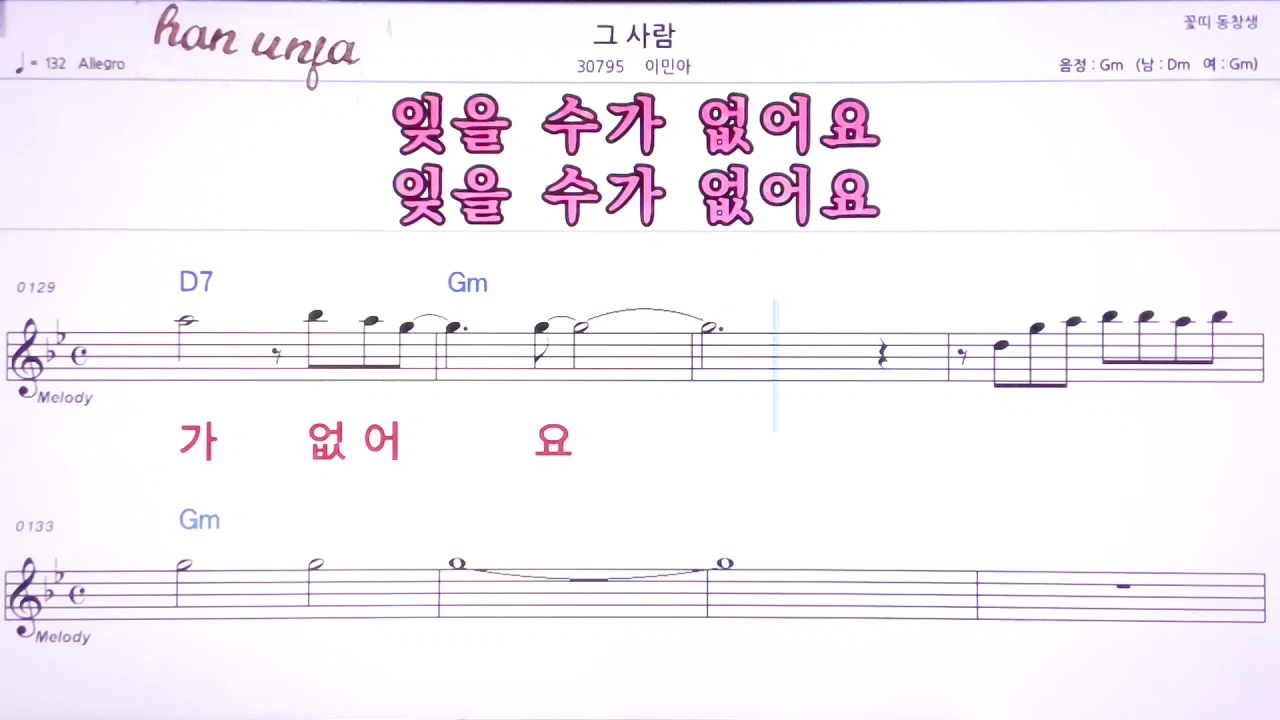 han unja
♩= 132 Allegro
그 사람
30795 이민아
꽃띠 동창생
음정 : Gm (남 : Dm 여 : Gm)
잊을 수가 없어요
잊을 수가 없어요
0129
D7 Gm
Melody
가 없 어 요
0133
Gm
Melody